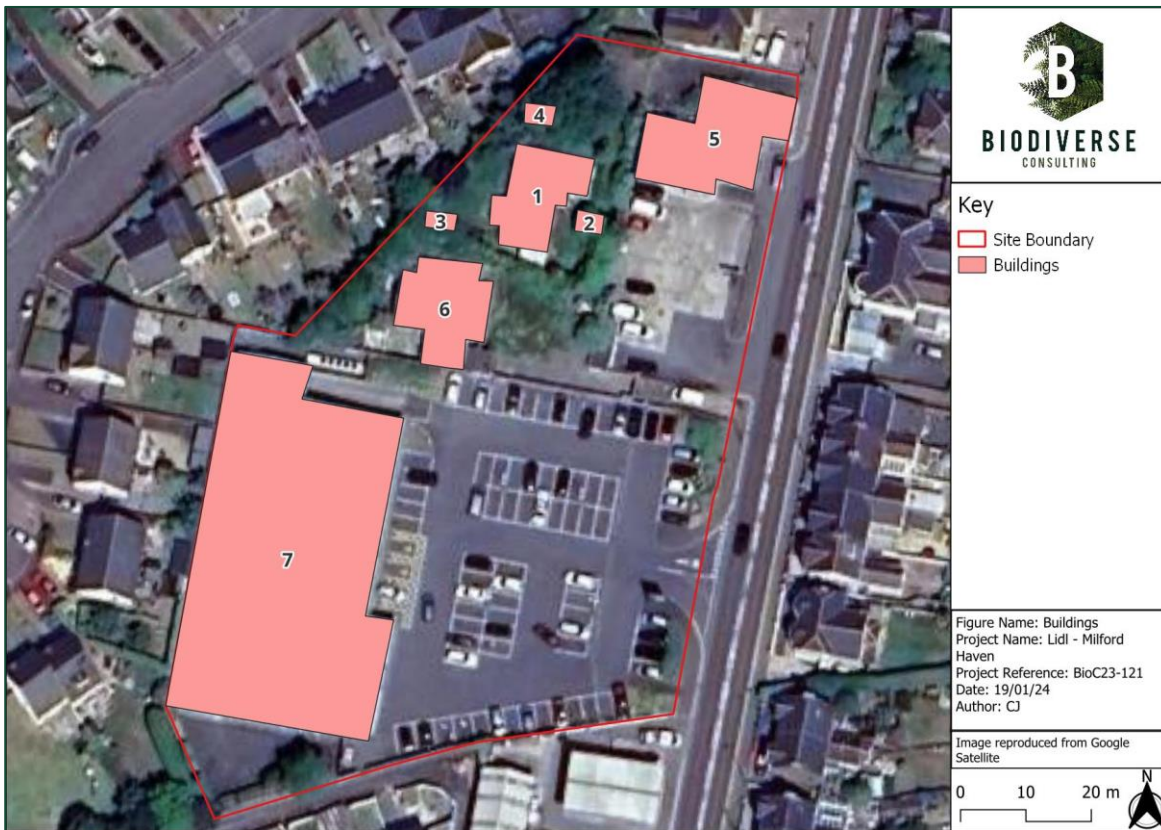 4
5
1
3
2
6
7
B
BIODIVERSE
CONSULTING
Key
Site Boundary
Buildings
Figure Name: Buildings
Project Name: Lidl - Milford
Haven
Project Reference: BioC23-121
Date: 19/01/24
Author: CJ
Image reproduced from Google
Satellite
0 10 20 m
N